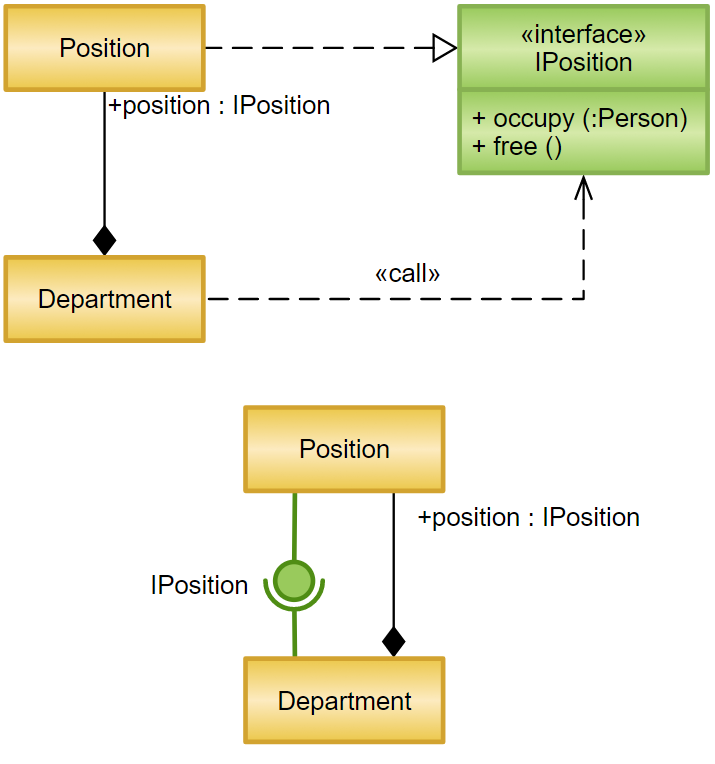 Position
«interface»
IPosition
+position : IPosition
+ occupy (:Person)
+ free ()
«call»
Department
Position
+position : IPosition
IPosition
Department